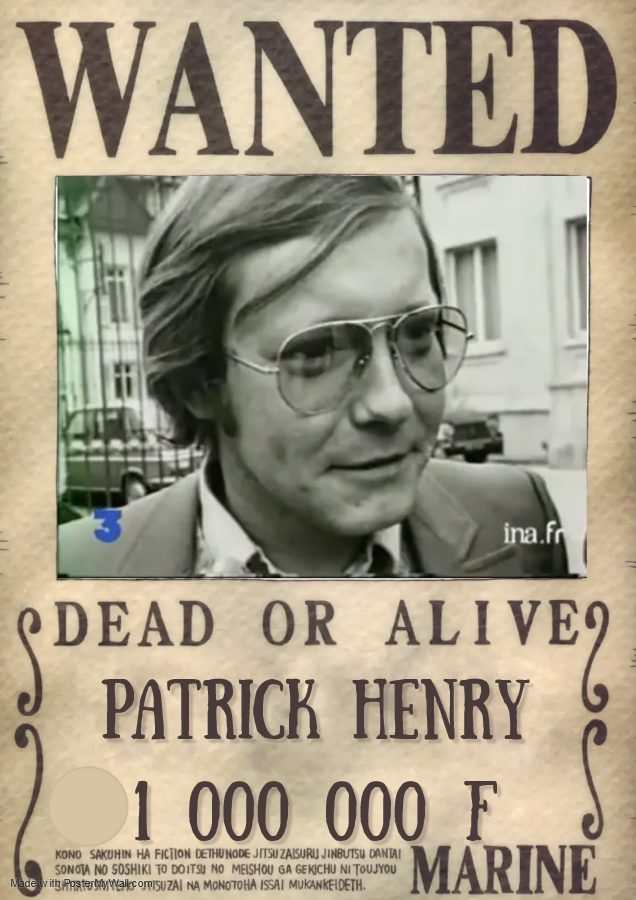 WANTED
3
ina.fr
DEAD OR ALIVE
PATRICK HENRY
1 000 000 F
KONO SAKUHIN HA FICTION DETHUNODE JITSUZAISURU JINBUTSU DANTAI
SONOTA NO SOSHIKI TO DOITSU NO MEISHOU GA GEKICHU NI TOUJYOU
JITSUZAI NA MONOTOHA ISSAI MUKANKEIDETH.
MARINE
Made with PosterMyWall.com